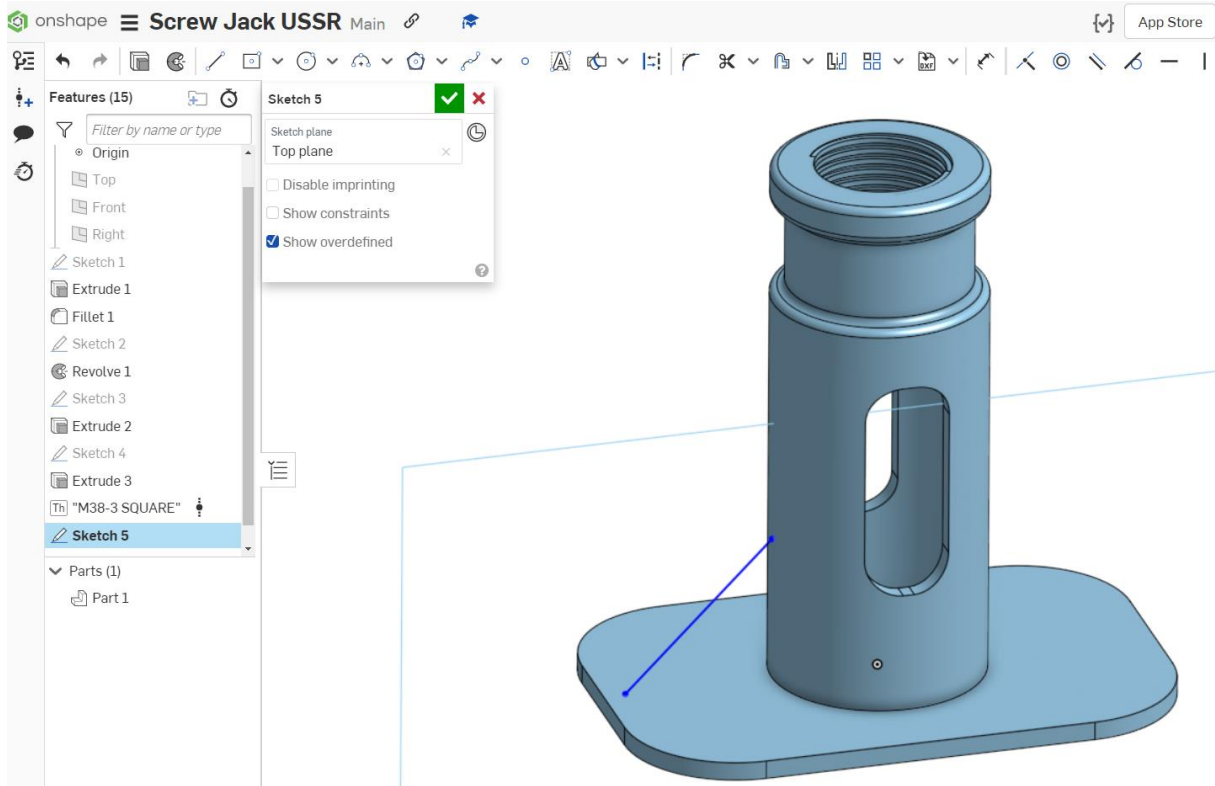 onshape Screw Jack USSR Main App Store
Features (15)
Filter by name or type
Origin
Top
Front
Right
Sketch 1
Extrude 1
Fillet 1
Sketch 2
Revolve 1
Sketch 3
Extrude 2
Sketch 4
Extrude 3
Th "M38-3 SQUARE"
Sketch 5
Parts (1)
Part 1
Sketch 5
Sketch plane
Top plane
Disable imprinting
Show constraints
Show overdefined